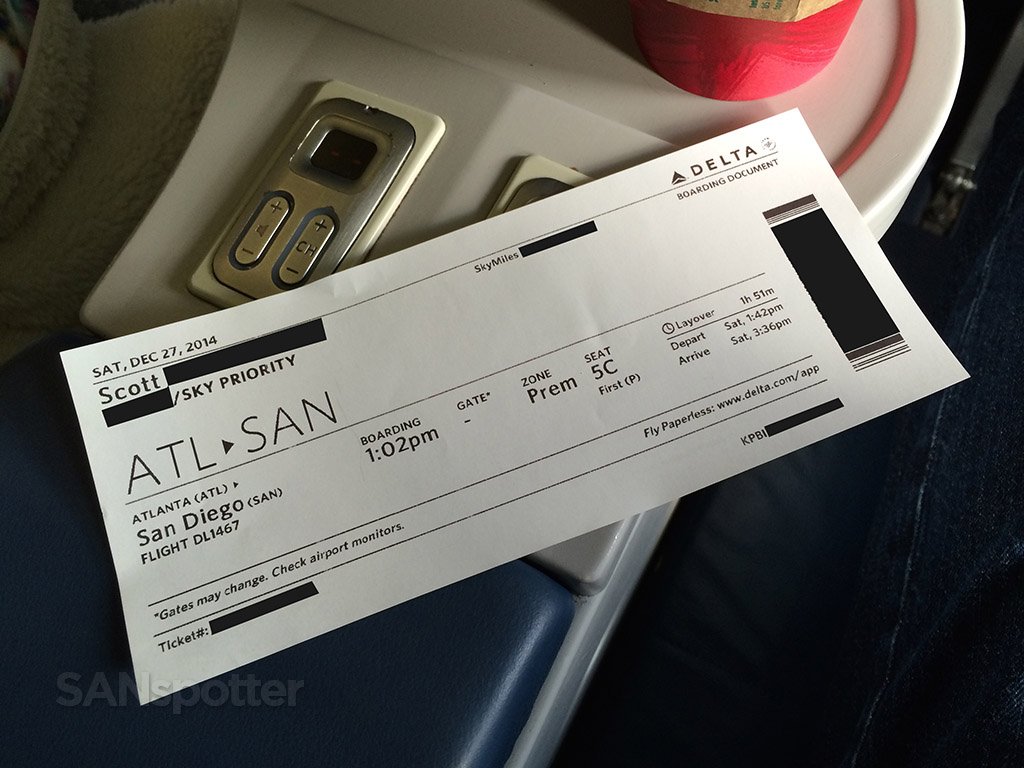 DELTA
BOARDING DOCUMENT
SkyMiles
SAT, DEC 27, 2014
Scott
/SKY PRIORITY
ATL▸SAN
ATLANTA (ATL) ▸
San Diego (SAN)
FLIGHT DL1467
BOARDING
1:02pm
GATE*
-
ZONE
Prem
SEAT
5C
First (P)
Layover 1h 51m
Depart Sat, 1:42pm
Arrive Sat, 3:36pm
*Gates may change. Check airport monitors.
Fly Paperless: www.delta.com/app
Ticket#:
KPBI
+
-
+
CH
-
SANspotter